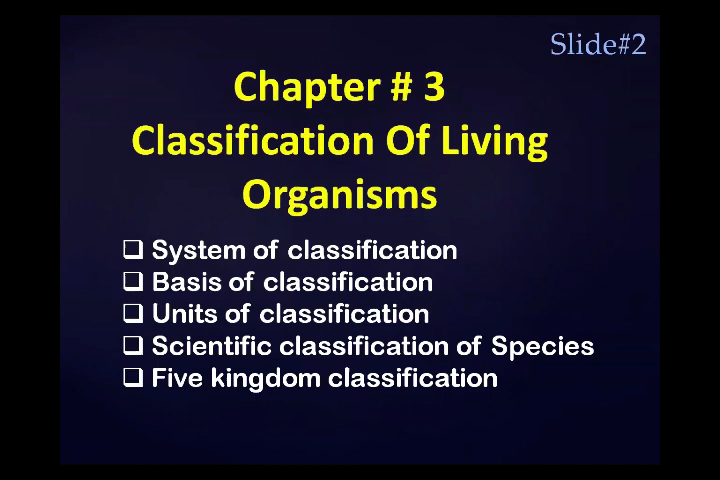 Slide#2
Chapter # 3
Classification Of Living
Organisms
❑ System of classification
❑ Basis of classification
❑ Units of classification
❑ Scientific classification of Species
❑ Five kingdom classification